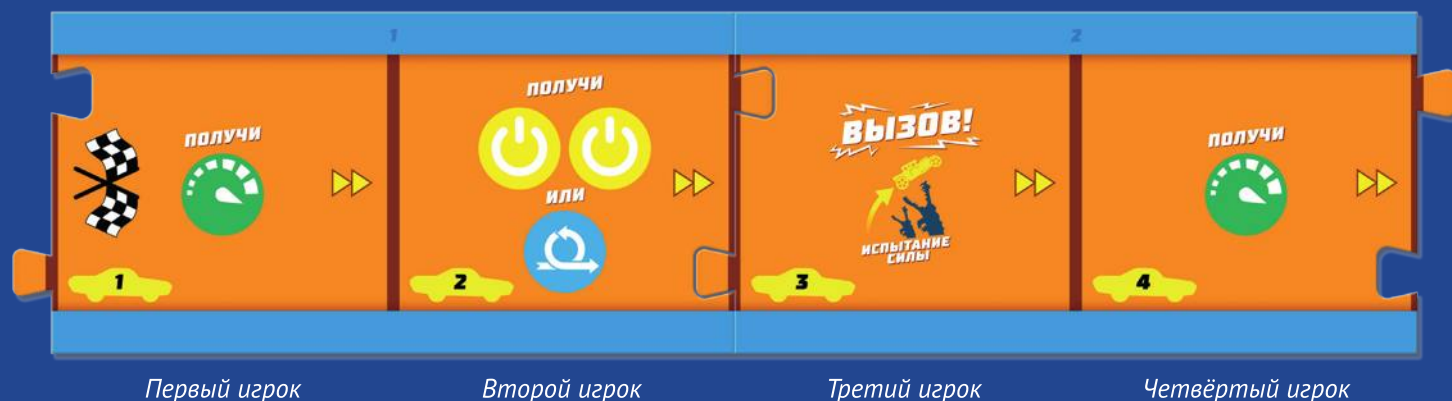 1
2
ПОЛУЧИ
1
ПОЛУЧИ
ИЛИ
2
ВЫЗОВ!
ИСПЫТАНИЕ
СИЛЫ
3
ПОЛУЧИ
4
Первый игрок
Второй игрок
Третий игрок
Четвёртый игрок